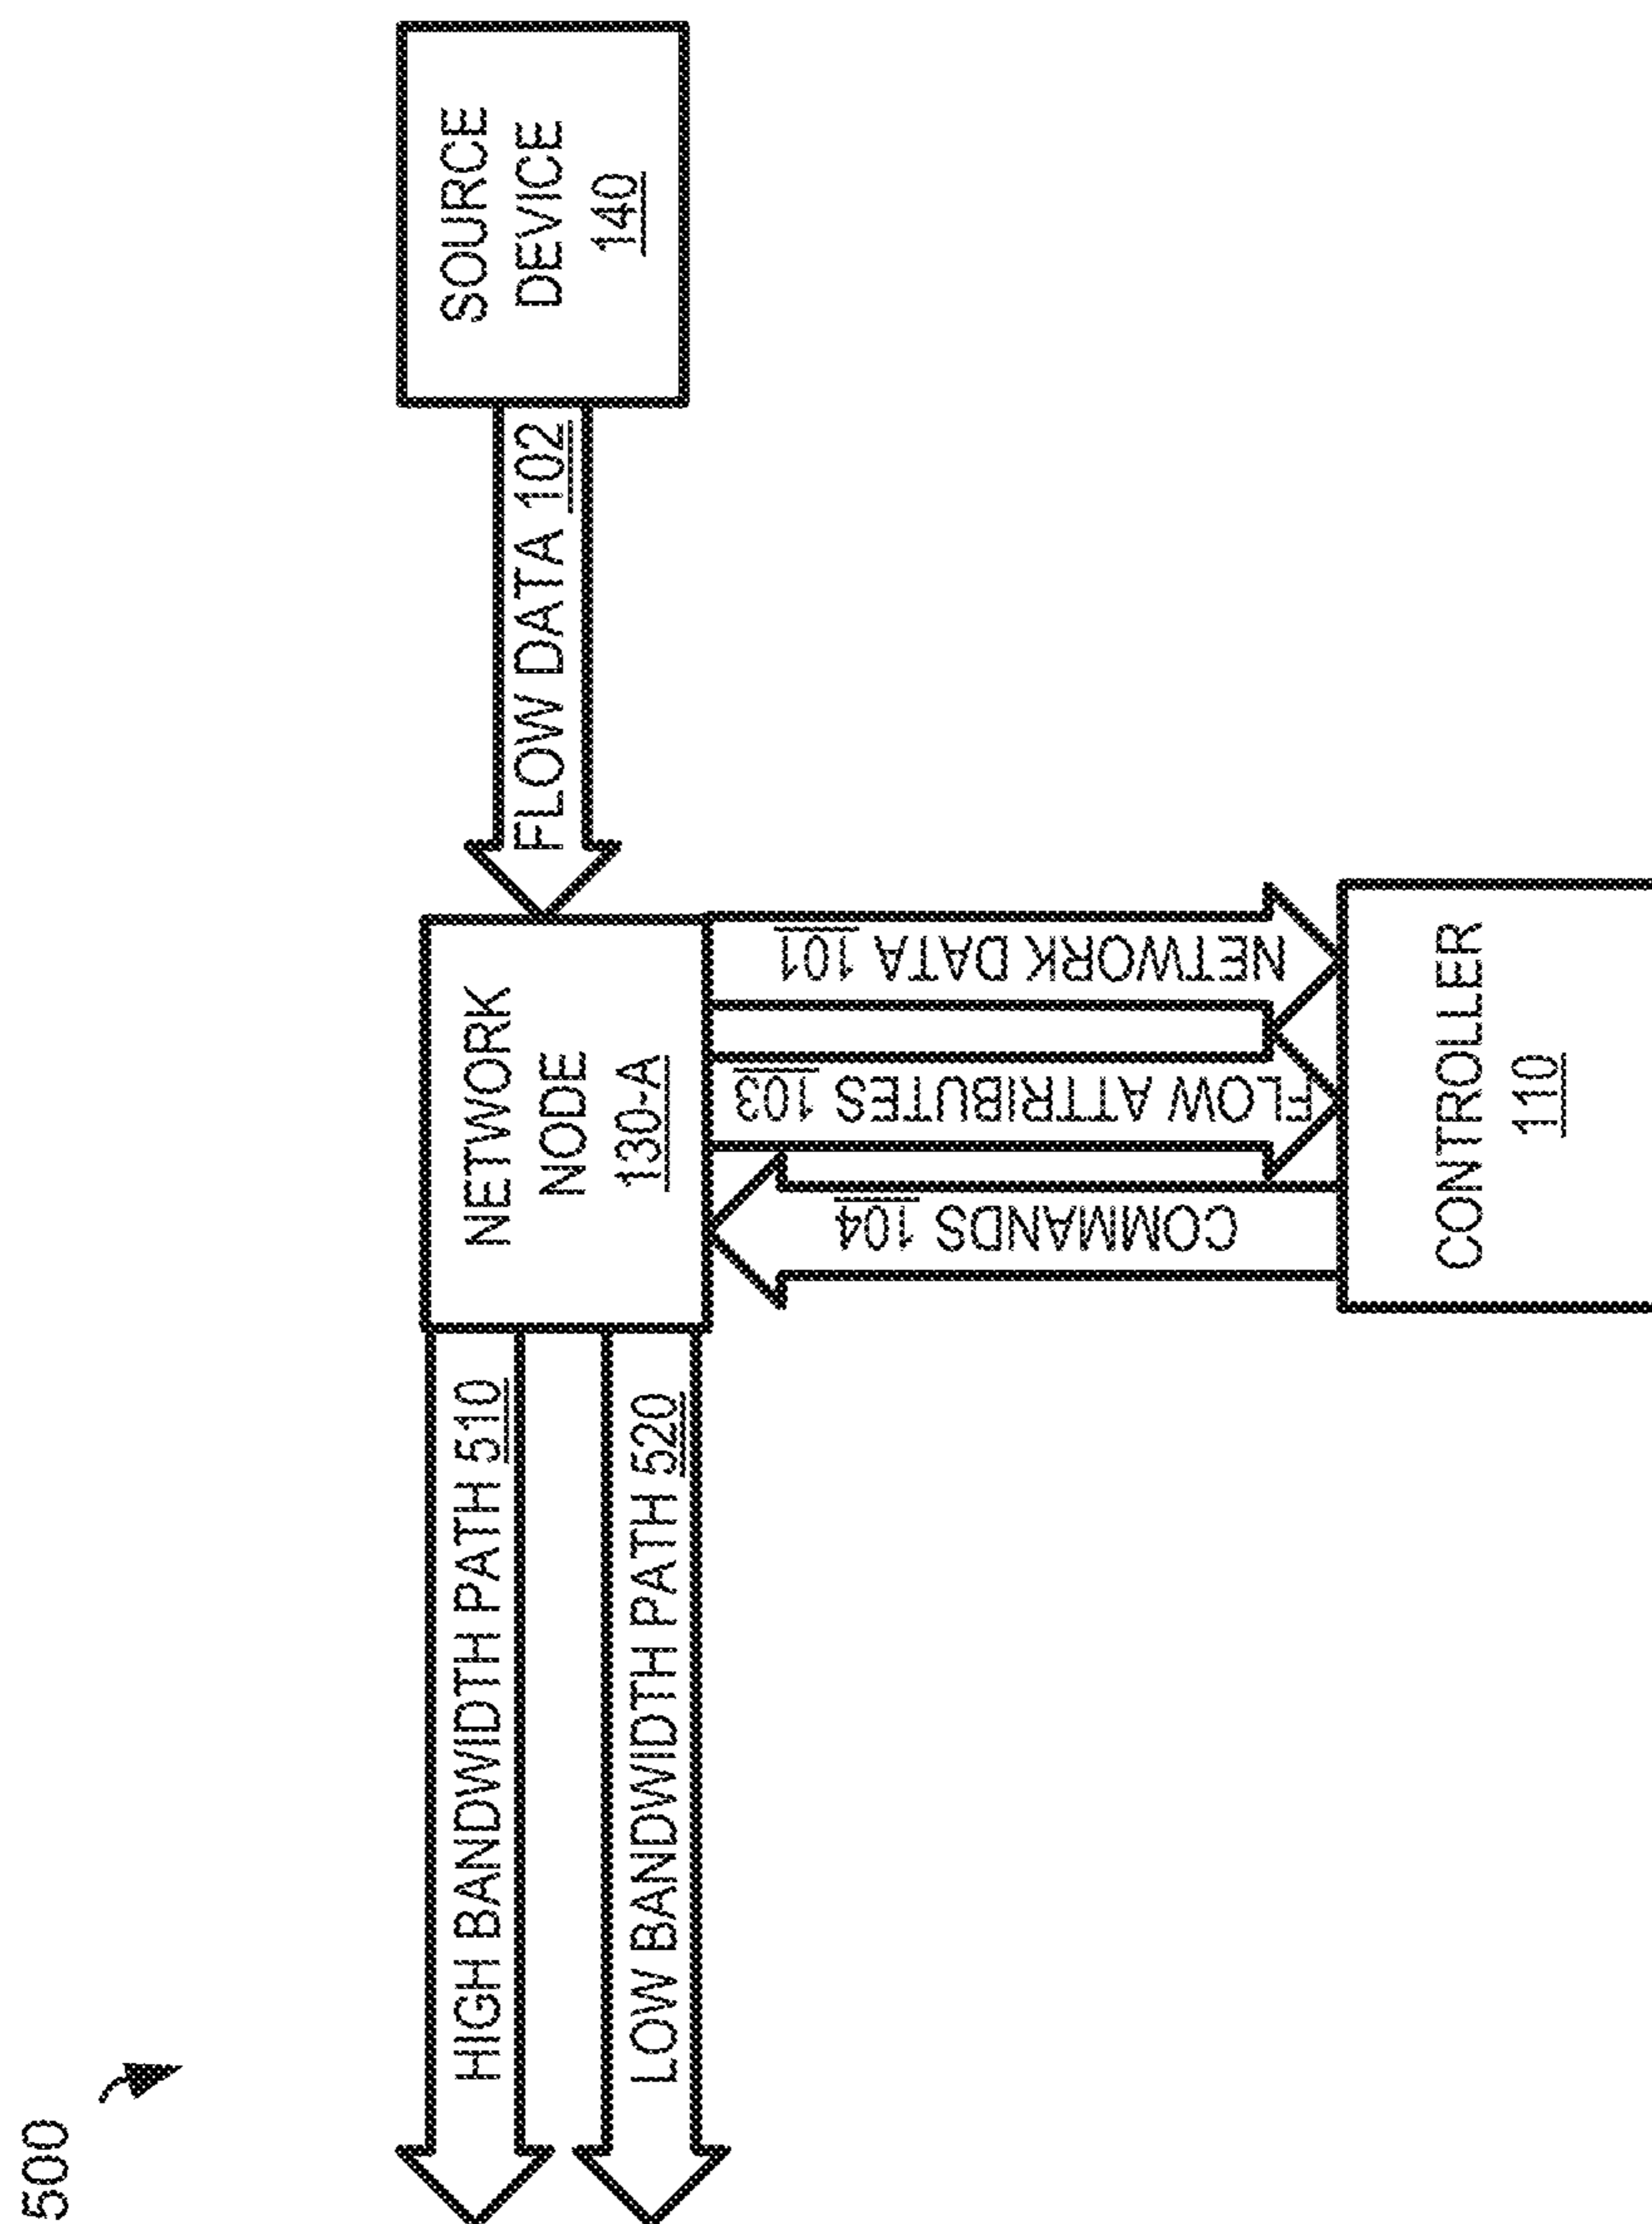 500
HIGH BANDWIDTH PATH 510
LOW BANDWIDTH PATH 520
NETWORK
NODE
130-A
FLOW DATA 102
SOURCE
DEVICE
140
COMMANDS 104
FLOW ATTRIBUTES 103
NETWORK DATA 101
CONTROLLER
110